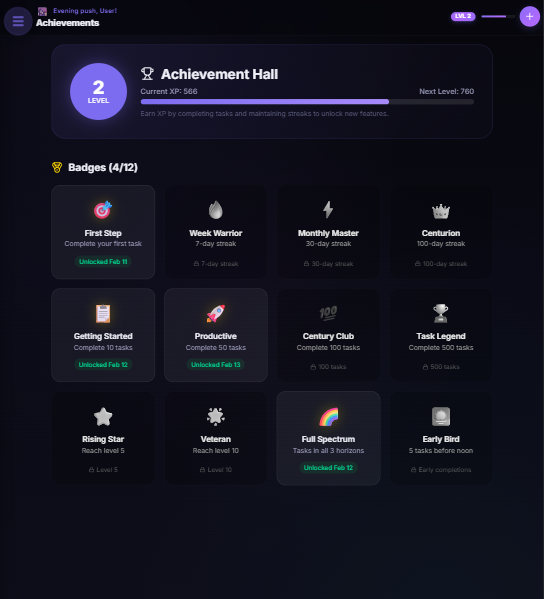 Evening push, User!
Achievements
LVL 2
+
2
LEVEL
Achievement Hall
Current XP: 566
Next Level: 760
Earn XP by completing tasks and maintaining streaks to unlock new features.
Badges (4/12)
First Step
Complete your first task
Unlocked Feb 11
Week Warrior
7-day streak
7-day streak
Monthly Master
30-day streak
30-day streak
Centurion
100-day streak
100-day streak
Getting Started
Complete 10 tasks
Unlocked Feb 12
Productive
Complete 50 tasks
Unlocked Feb 13
100
Century Club
Complete 100 tasks
100 tasks
Task Legend
Complete 500 tasks
500 tasks
Rising Star
Reach level 5
Level 5
Veteran
Reach level 10
Level 10
Full Spectrum
Tasks in all 3 horizons
Unlocked Feb 12
Early Bird
5 tasks before noon
Early completions